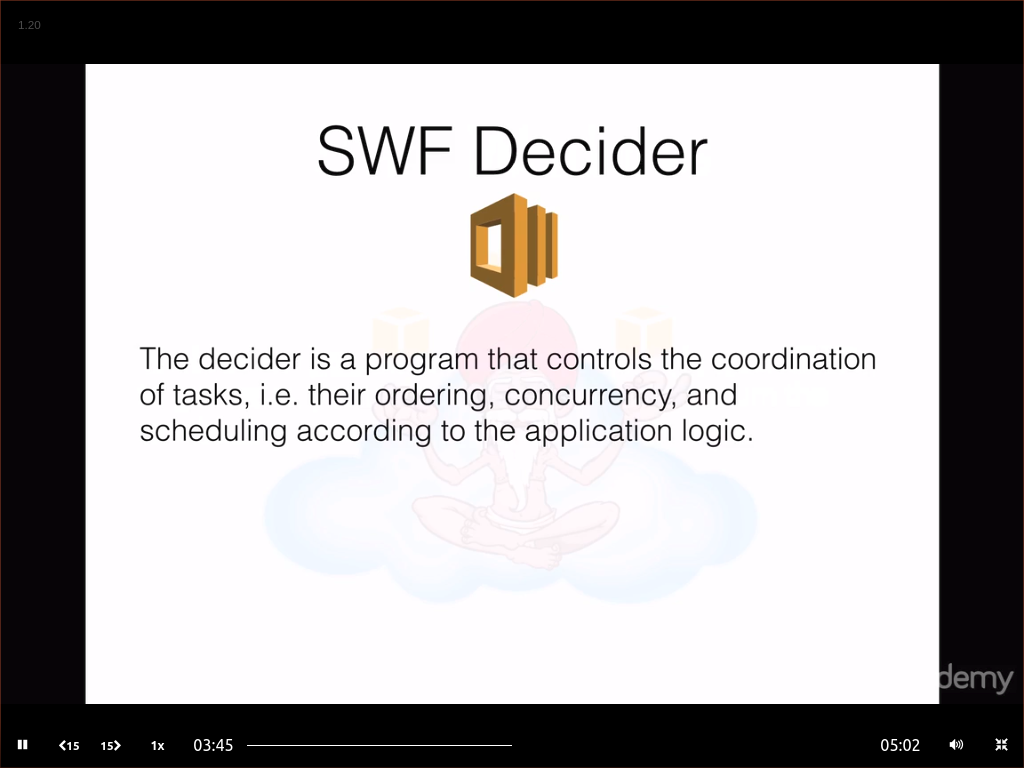 1.20
SWF Decider
The decider is a program that controls the coordination
of tasks, i.e. their ordering, concurrency, and
scheduling according to the application logic.
demy
15 15 1x 03:45 05:02